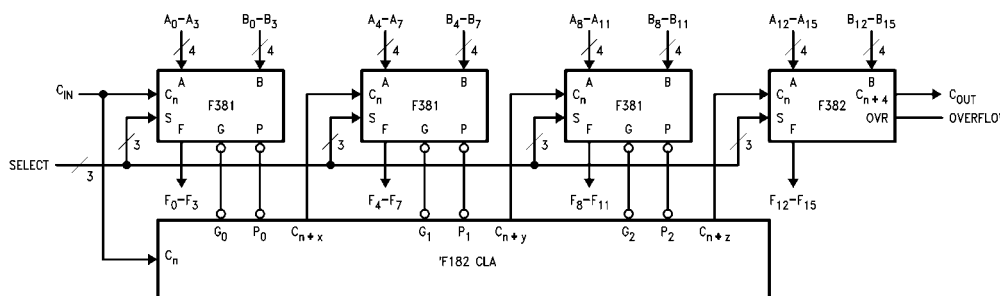 A0–A3 B0–B3 A4–A7 B4–B7 A8–A11 B8–B11 A12–A15 B12–B15
4 4 4 4 4 4 4 4
A B A B A B A B
CIN Cn F381 Cn F381 Cn F381 Cn F382 Cn+4 COUT
S F G P S F G P S F G P S F OVR OVERFLOW
3 3 3 3
SELECT 3
F0–F3 F4–F7 F8–F11 F12–F15
G0 P0 Cn+x G1 P1 Cn+y G2 P2 Cn+z
Cn 'F182 CLA